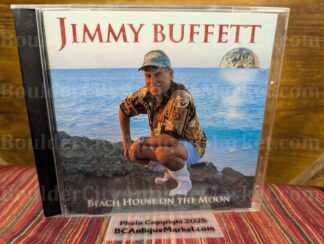 JIMMY BUFFETT
BEACH HOUSE ON THE MOON
Photo Copyright 2025
BCAntiqueMarket.com